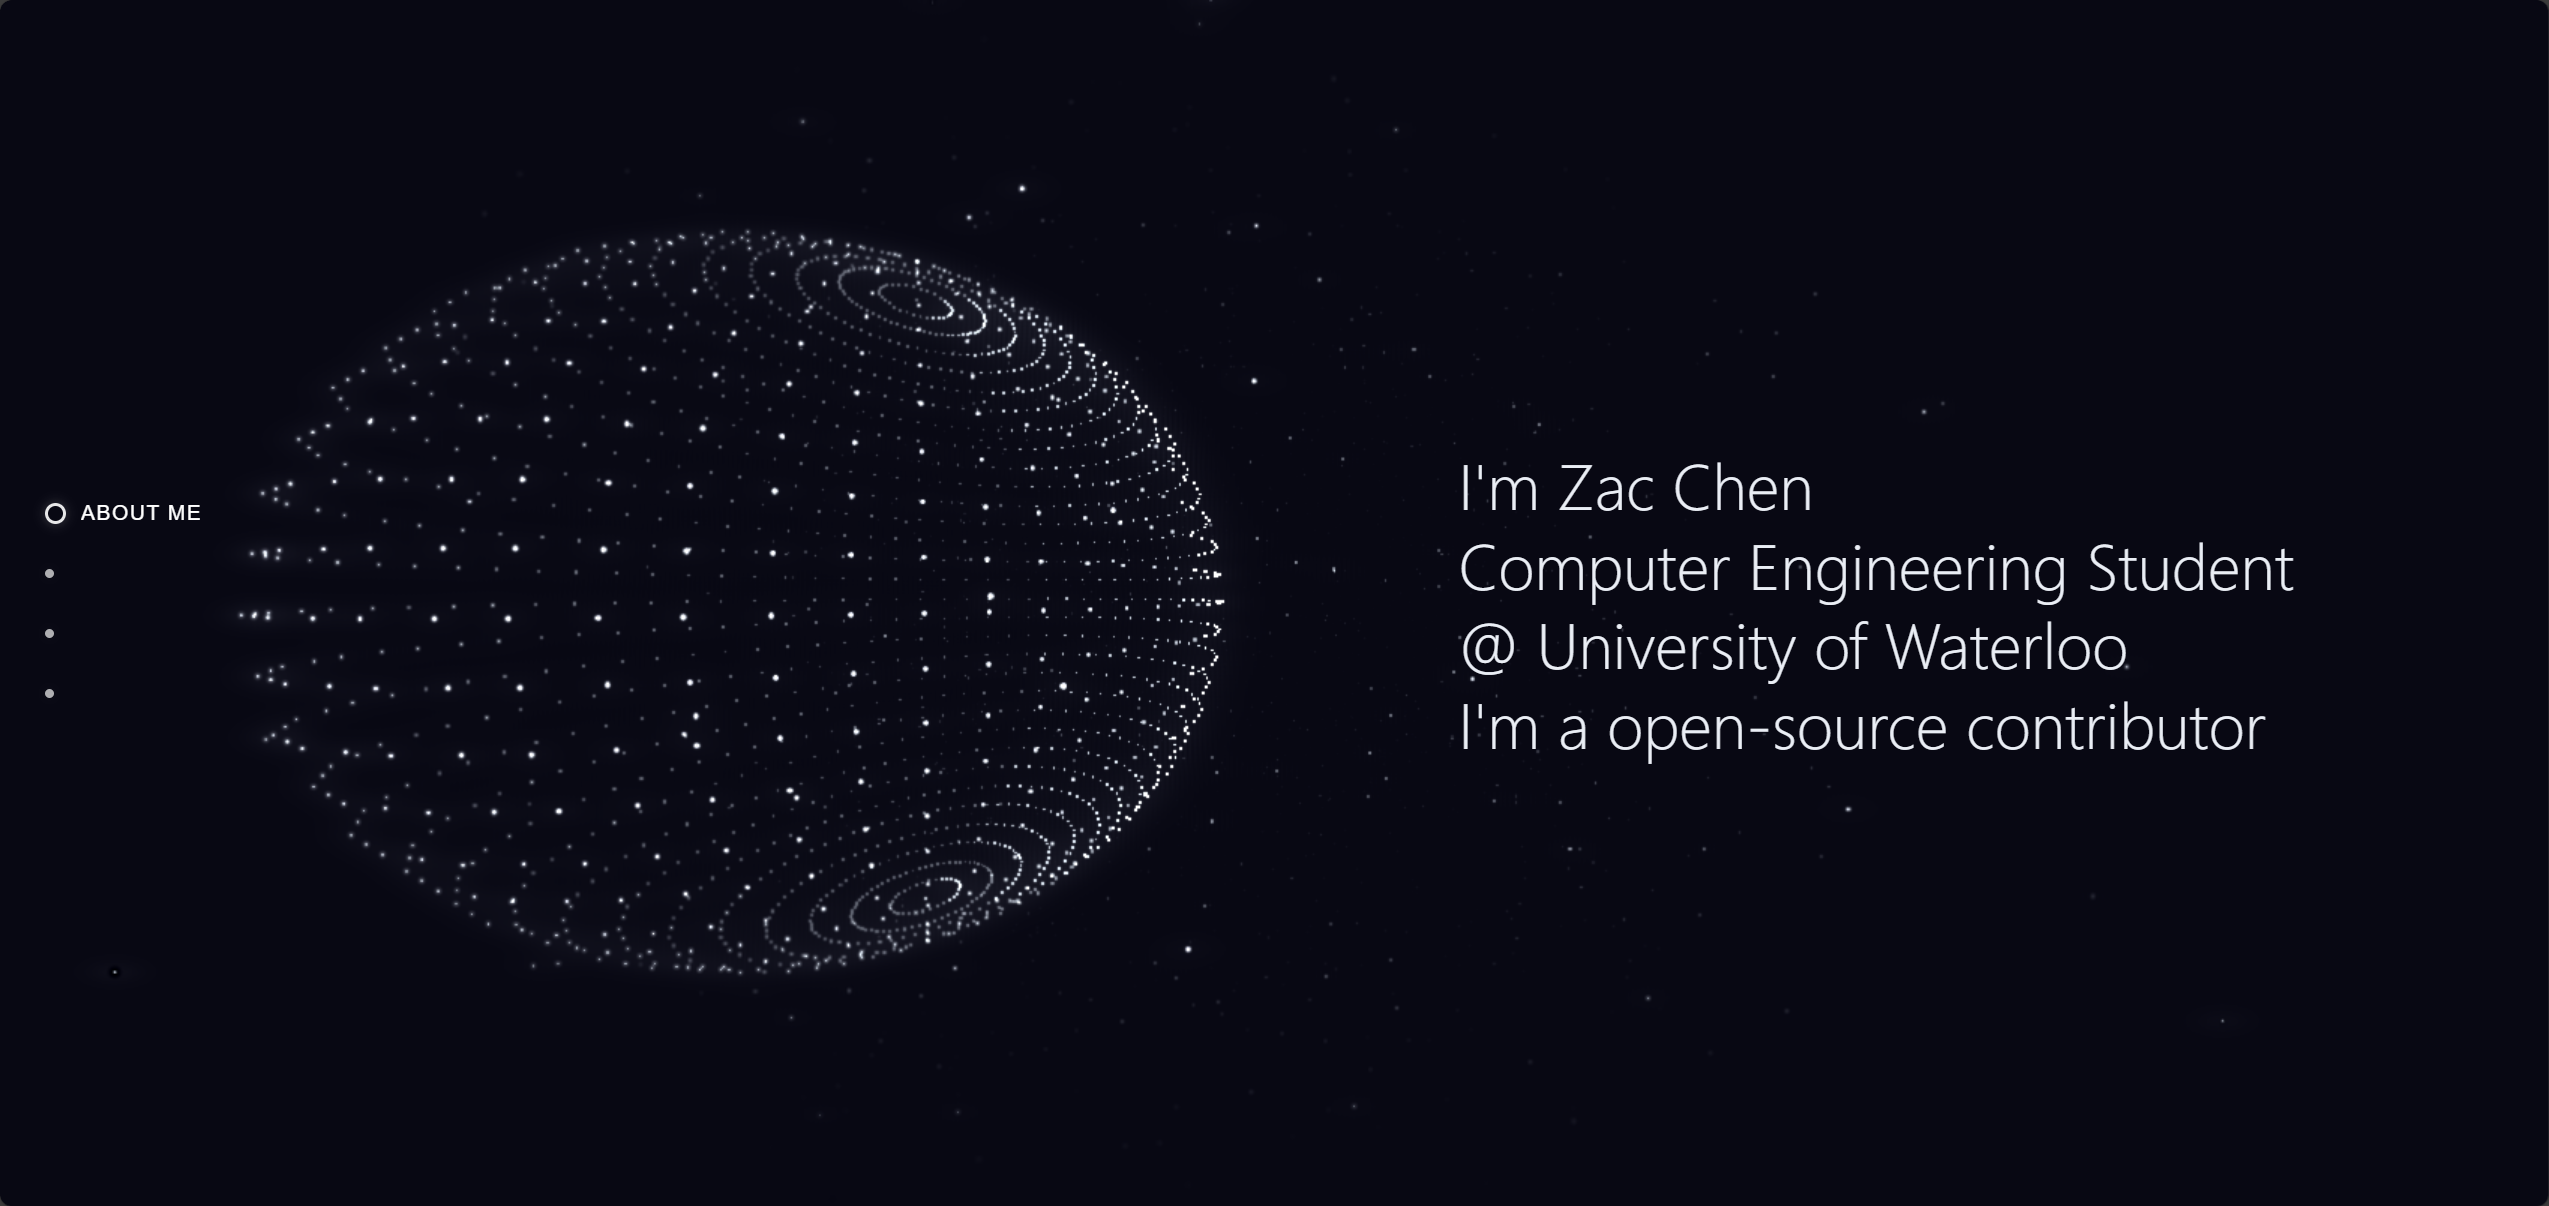 ABOUT ME
I'm Zac Chen
Computer Engineering Student
@ University of Waterloo
I'm a open-source contributor